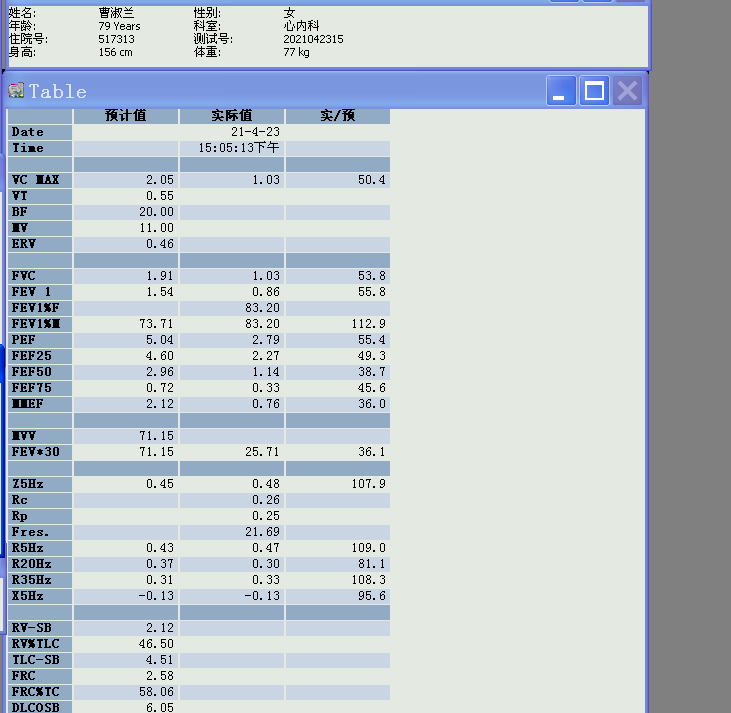 姓名: 曹淑兰 性别: 女
年龄: 79 Years 科室: 心内科
住院号: 517313 测试号: 2021042315
身高: 156 cm 体重: 77 kg
Table
预计值 实际值 实/预
Date 21-4-23
Time 15:05:13下午
VC MAX 2.05 1.03 50.4
VT 0.55
BF 20.00
MV 11.00
ERV 0.46
FVC 1.91 1.03 53.8
FEV 1 1.54 0.86 55.8
FEV1%F 83.20
FEV1%M 73.71 83.20 112.9
PEF 5.04 2.79 55.4
FEF25 4.60 2.27 49.3
FEF50 2.96 1.14 38.7
FEF75 0.72 0.33 45.6
MMEF 2.12 0.76 36.0
MVV 71.15
FEV*30 71.15 25.71 36.1
Z5Hz 0.45 0.48 107.9
Rc 0.26
Rp 0.25
Fres. 21.69
R5Hz 0.43 0.47 109.0
R20Hz 0.37 0.30 81.1
R35Hz 0.31 0.33 108.3
X5Hz -0.13 -0.13 95.6
RV-SB 2.12
RV%TLC 46.50
TLC-SB 4.51
FRC 2.58
FRC%TC 58.06
DLCOSB 6.05